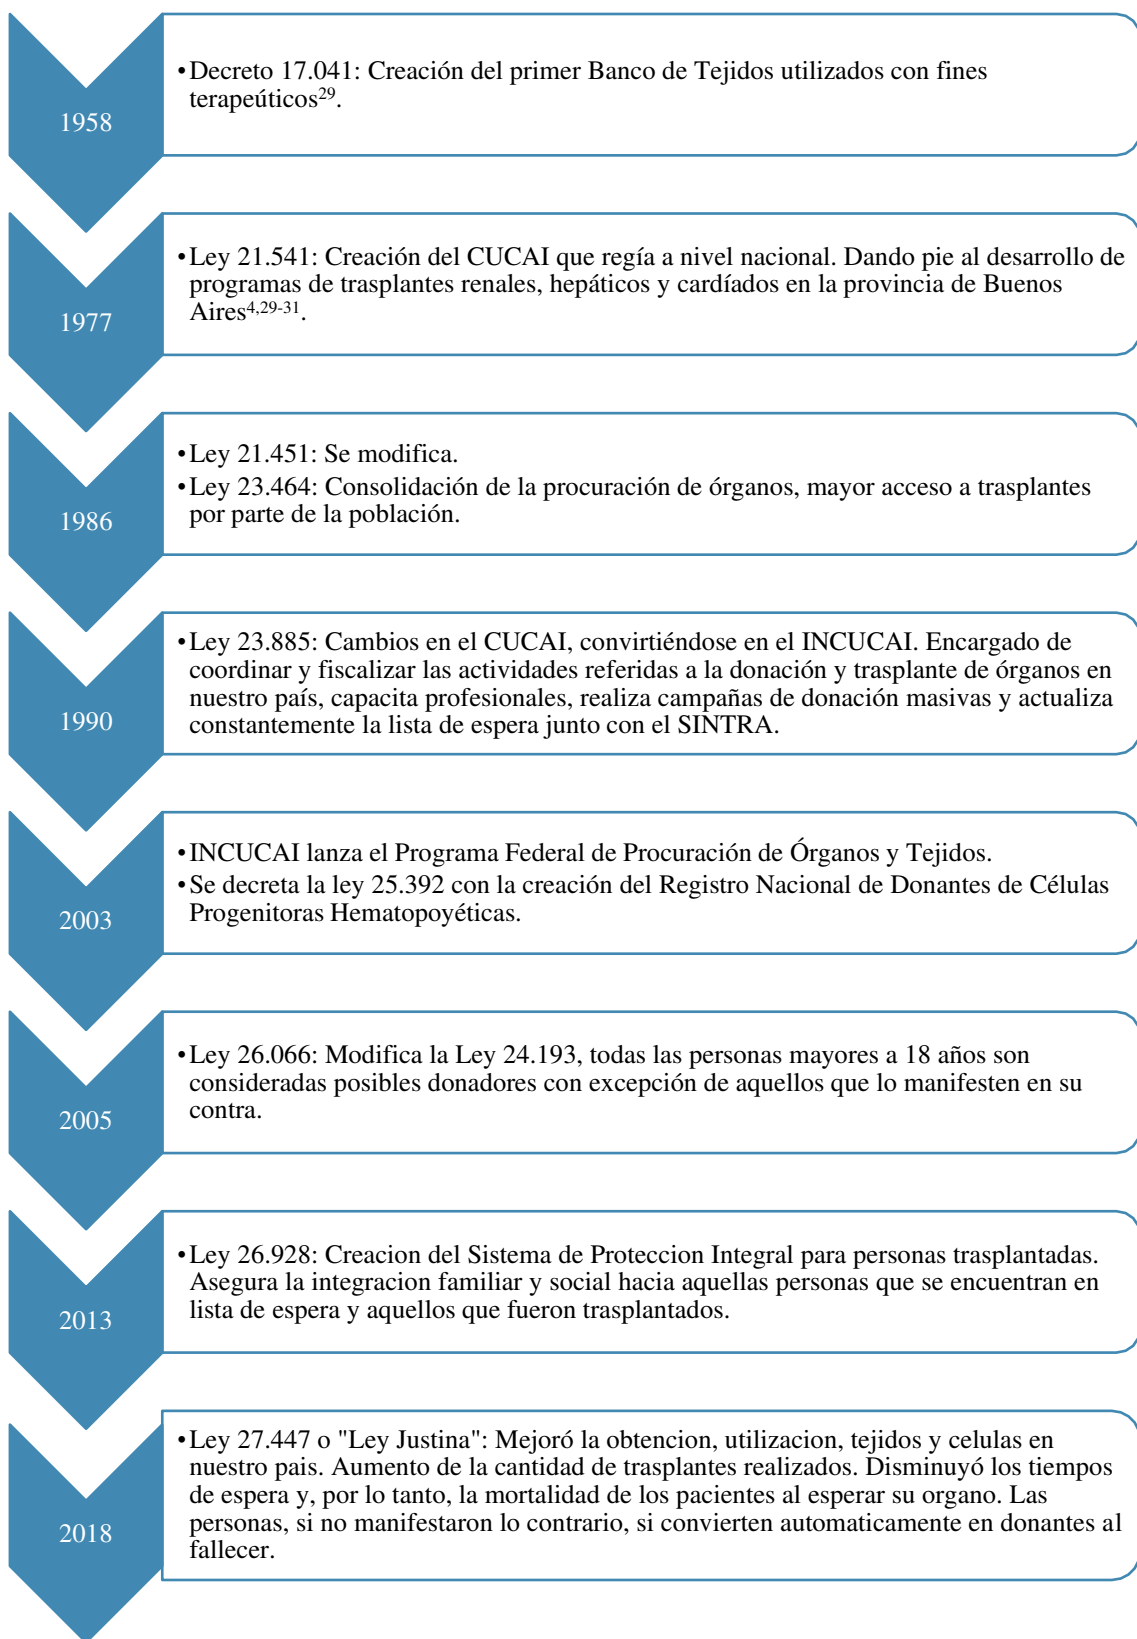 1958
•Decreto 17.041: Creación del primer Banco de Tejidos utilizados con fines
terapeúticos29.
1977
•Ley 21.541: Creación del CUCAI que regía a nivel nacional. Dando pie al desarrollo de
programas de trasplantes renales, hepáticos y cardíados en la provincia de Buenos
Aires4,29-31.
1986
•Ley 21.451: Se modifica.
•Ley 23.464: Consolidación de la procuración de órganos, mayor acceso a trasplantes
por parte de la población.
1990
•Ley 23.885: Cambios en el CUCAI, convirtiéndose en el INCUCAI. Encargado de
coordinar y fiscalizar las actividades referidas a la donación y trasplante de órganos en
nuestro país, capacita profesionales, realiza campañas de donación masivas y actualiza
constantemente la lista de espera junto con el SINTRA.
2003
•INCUCAI lanza el Programa Federal de Procuración de Órganos y Tejidos.
•Se decreta la ley 25.392 con la creación del Registro Nacional de Donantes de Células
Progenitoras Hematopoyéticas.
2005
•Ley 26.066: Modifica la Ley 24.193, todas las personas mayores a 18 años son
consideradas posibles donadores con excepción de aquellos que lo manifesten en su
contra.
2013
•Ley 26.928: Creacion del Sistema de Proteccion Integral para personas trasplantadas.
Asegura la integracion familiar y social hacia aquellas personas que se encuentran en
lista de espera y aquellos que fueron trasplantados.
2018
•Ley 27.447 o "Ley Justina": Mejoró la obtencion, utilizacion, tejidos y celulas en
nuestro pais. Aumento de la cantidad de trasplantes realizados. Disminuyó los tiempos
de espera y, por lo tanto, la mortalidad de los pacientes al esperar su organo. Las
personas, si no manifestaron lo contrario, si convierten automaticamente en donantes al
fallecer.